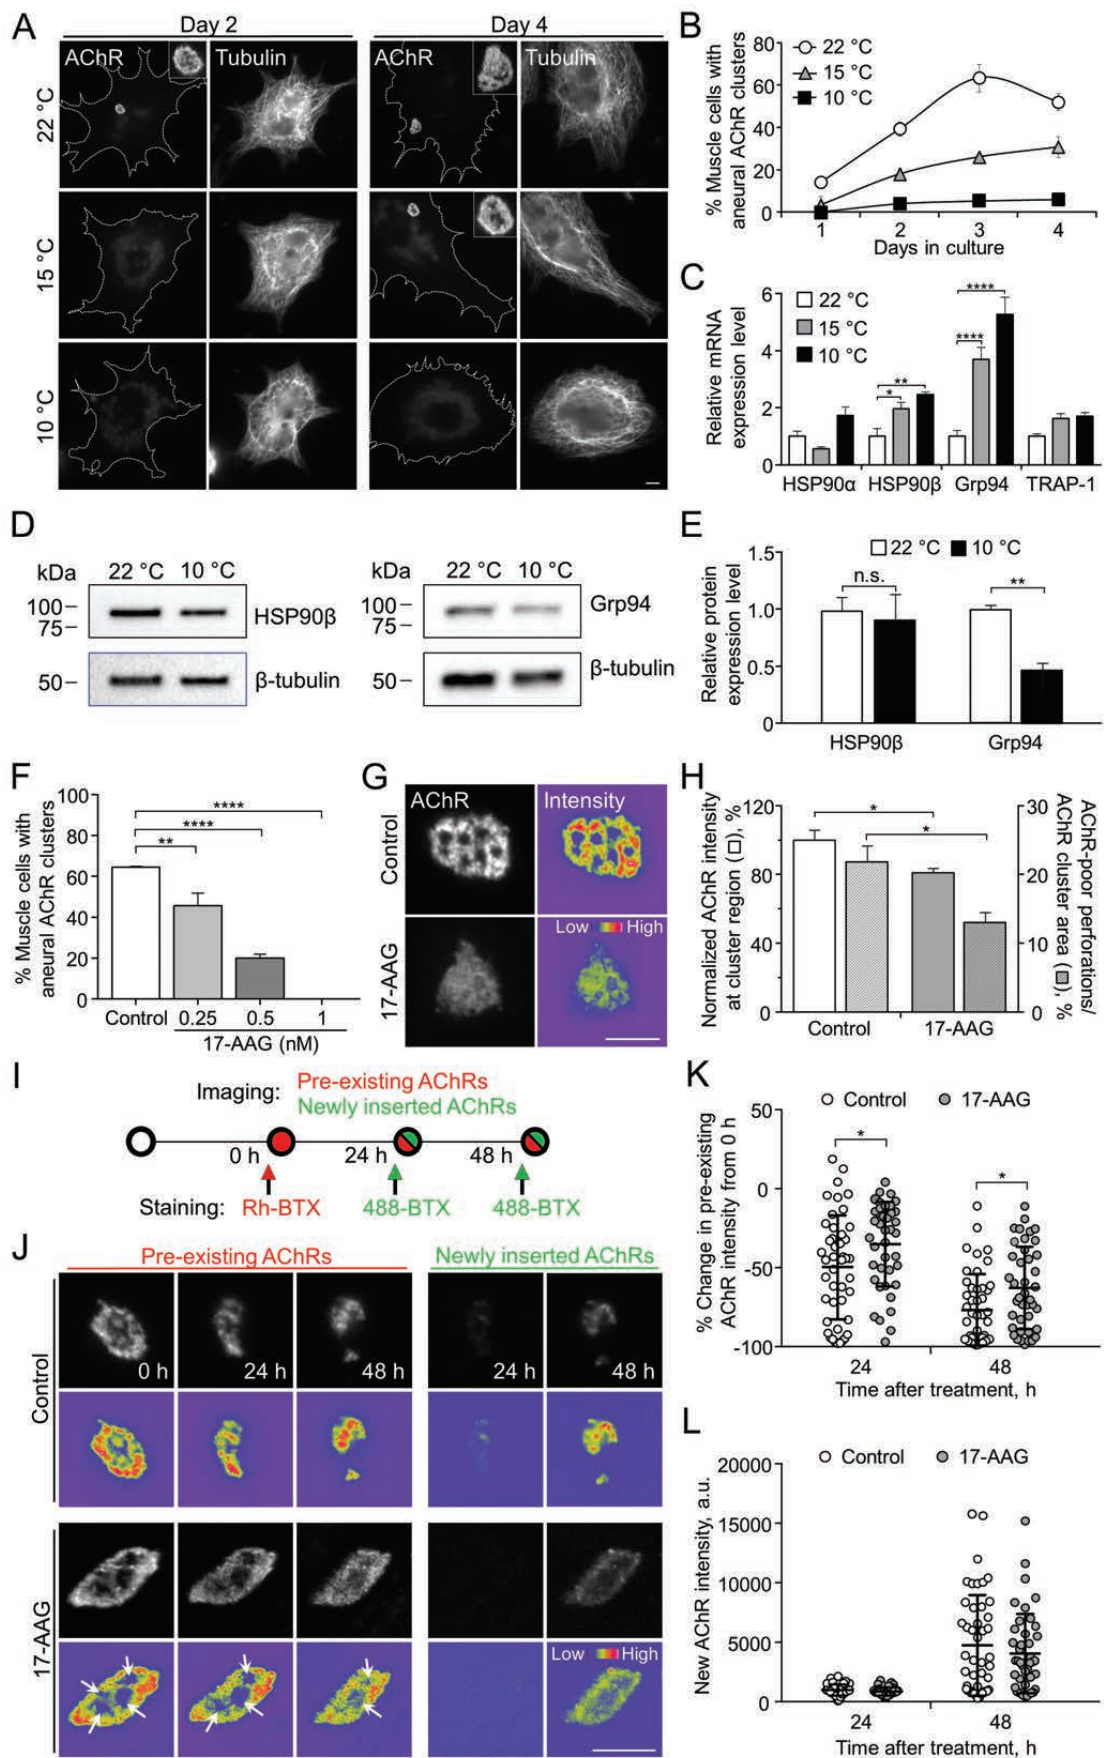 A
Day 2
Day 4
AChR
Tubulin
AChR
Tubulin
22 °C
15 °C
10 °C
B
% Muscle cells with
aneural AChR clusters
80
60
40
20
0
22 °C
15 °C
10 °C
1 2 3 4
Days in culture
C
Relative mRNA
expression level
6
4
2
0
22 °C
15 °C
10 °C
* ** **** ****
HSP90α HSP90β Grp94 TRAP-1
D
kDa 22 °C 10 °C
100
75
HSP90β
50
β-tubulin
kDa 22 °C 10 °C
100
75
Grp94
50
β-tubulin
E
Relative protein
expression level
1.5
1.0
0.5
0
22 °C 10 °C
n.s. **
HSP90β Grp94
F
% Muscle cells with
aneural AChR clusters
100
80
60
40
20
0
****
****
**
Control 0.25 0.5 1
17-AAG (nM)
G
AChR Intensity
Control
17-AAG
Low High
H
Normalized AChR intensity
at cluster region (□), %
120
80
40
0
*
*
30
20
10
0
AChR-poor perforations/
AChR cluster area (▨), %
Control 17-AAG
I
Imaging: Pre-existing AChRs
Newly inserted AChRs
0 h 24 h 48 h
Staining: Rh-BTX 488-BTX 488-BTX
J
Pre-existing AChRs Newly inserted AChRs
Control
0 h 24 h 48 h 24 h 48 h
17-AAG
Low High
K
% Change in pre-existing
AChR intensity from 0 h
Control 17-AAG
50
0
-50
-100
*
*
24 48
Time after treatment, h
L
New AChR intensity, a.u.
Control 17-AAG
20000
15000
10000
5000
0
24 48
Time after treatment, h